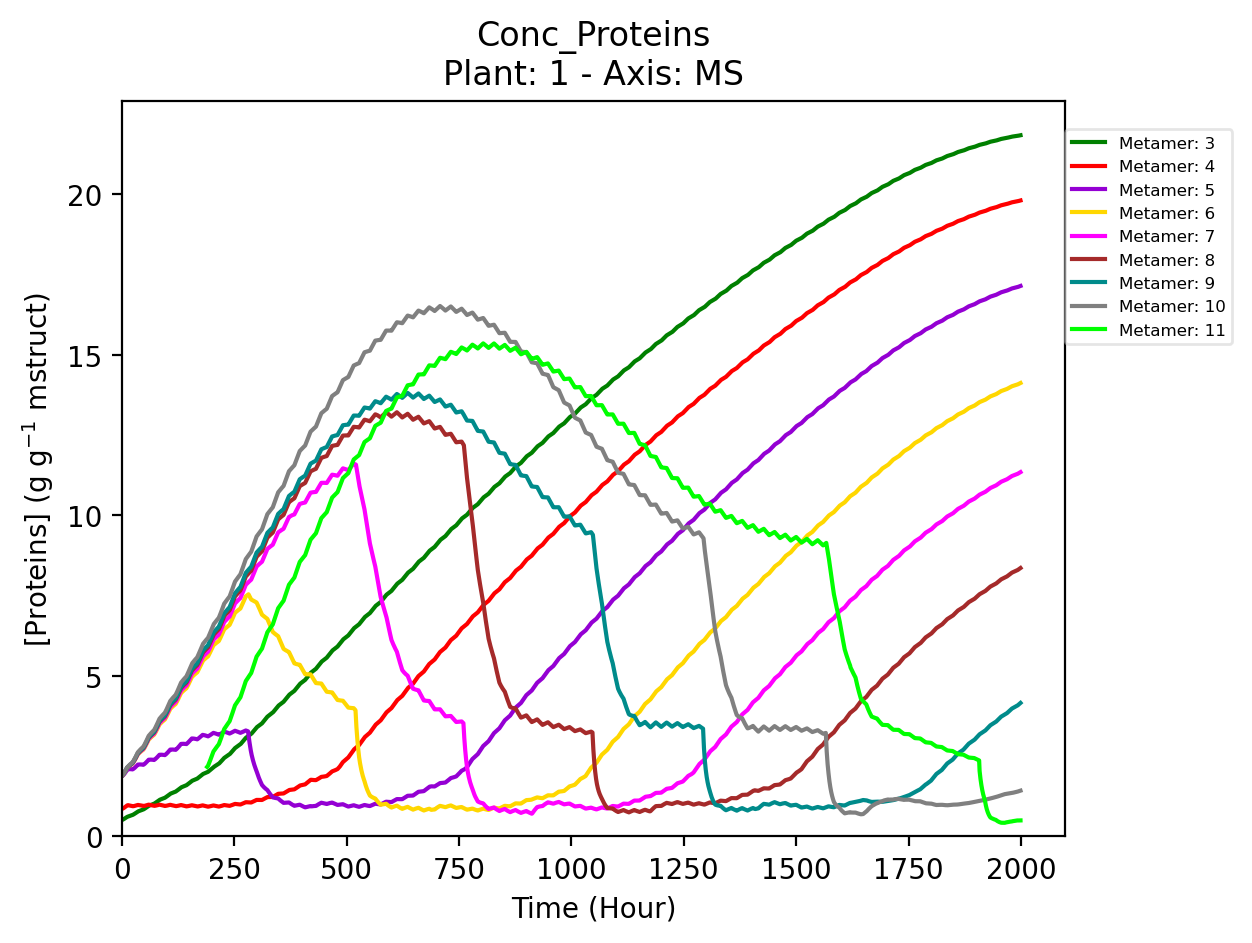 Conc_Proteins
Plant: 1 - Axis: MS
[Proteins] (g g⁻¹ mstruct)
20
15
10
5
0
0 250 500 750 1000 1250 1500 1750 2000
Time (Hour)
Metamer: 3
Metamer: 4
Metamer: 5
Metamer: 6
Metamer: 7
Metamer: 8
Metamer: 9
Metamer: 10
Metamer: 11